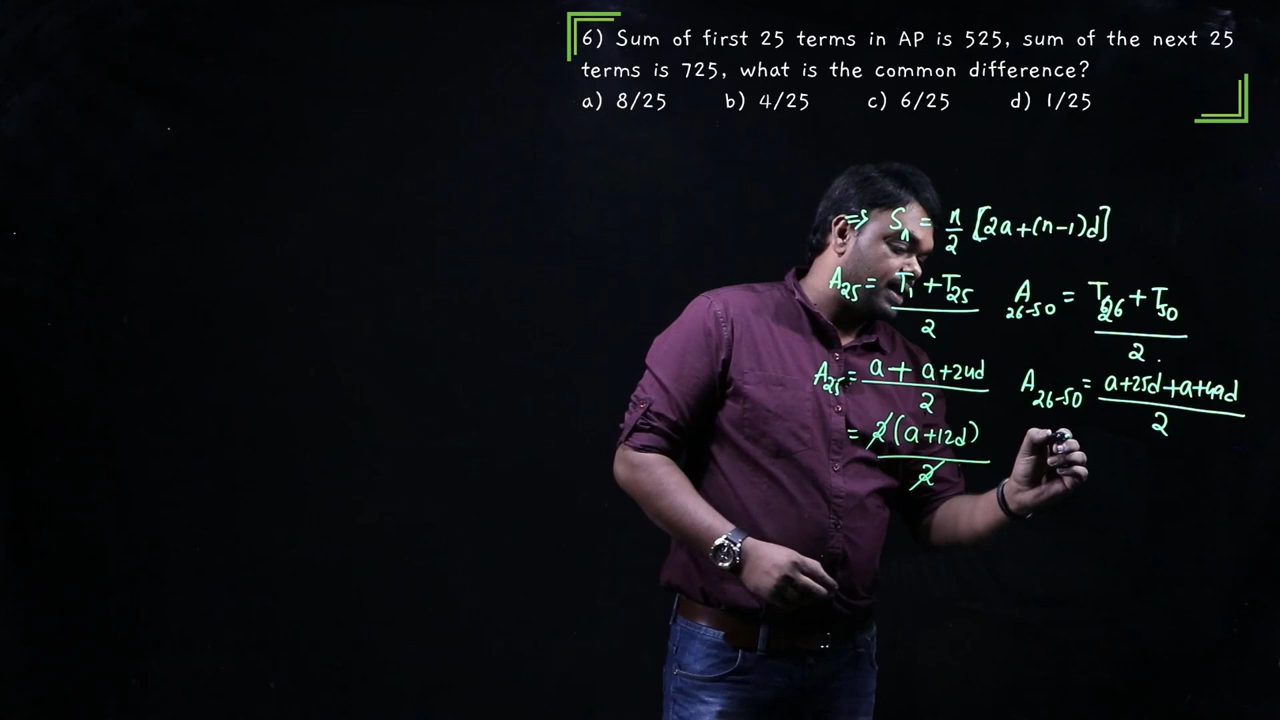 6) Sum of first 25 terms in AP is 525, sum of the next 25
terms is 725, what is the common difference?
a) 8/25 b) 4/25 c) 6/25 d) 1/25
⇒ Sₙ = n/2 [2a+(n-1)d]
A₂₅ = (T₁ + T₂₅)/2 A₂₆₋₅₀ = (T₂₆ + T₅₀)/2
A₂₅ = (a + a+24d)/2 A₂₆₋₅₀ = (a+25d+a+49d)/2
= 2(a+12d)/2